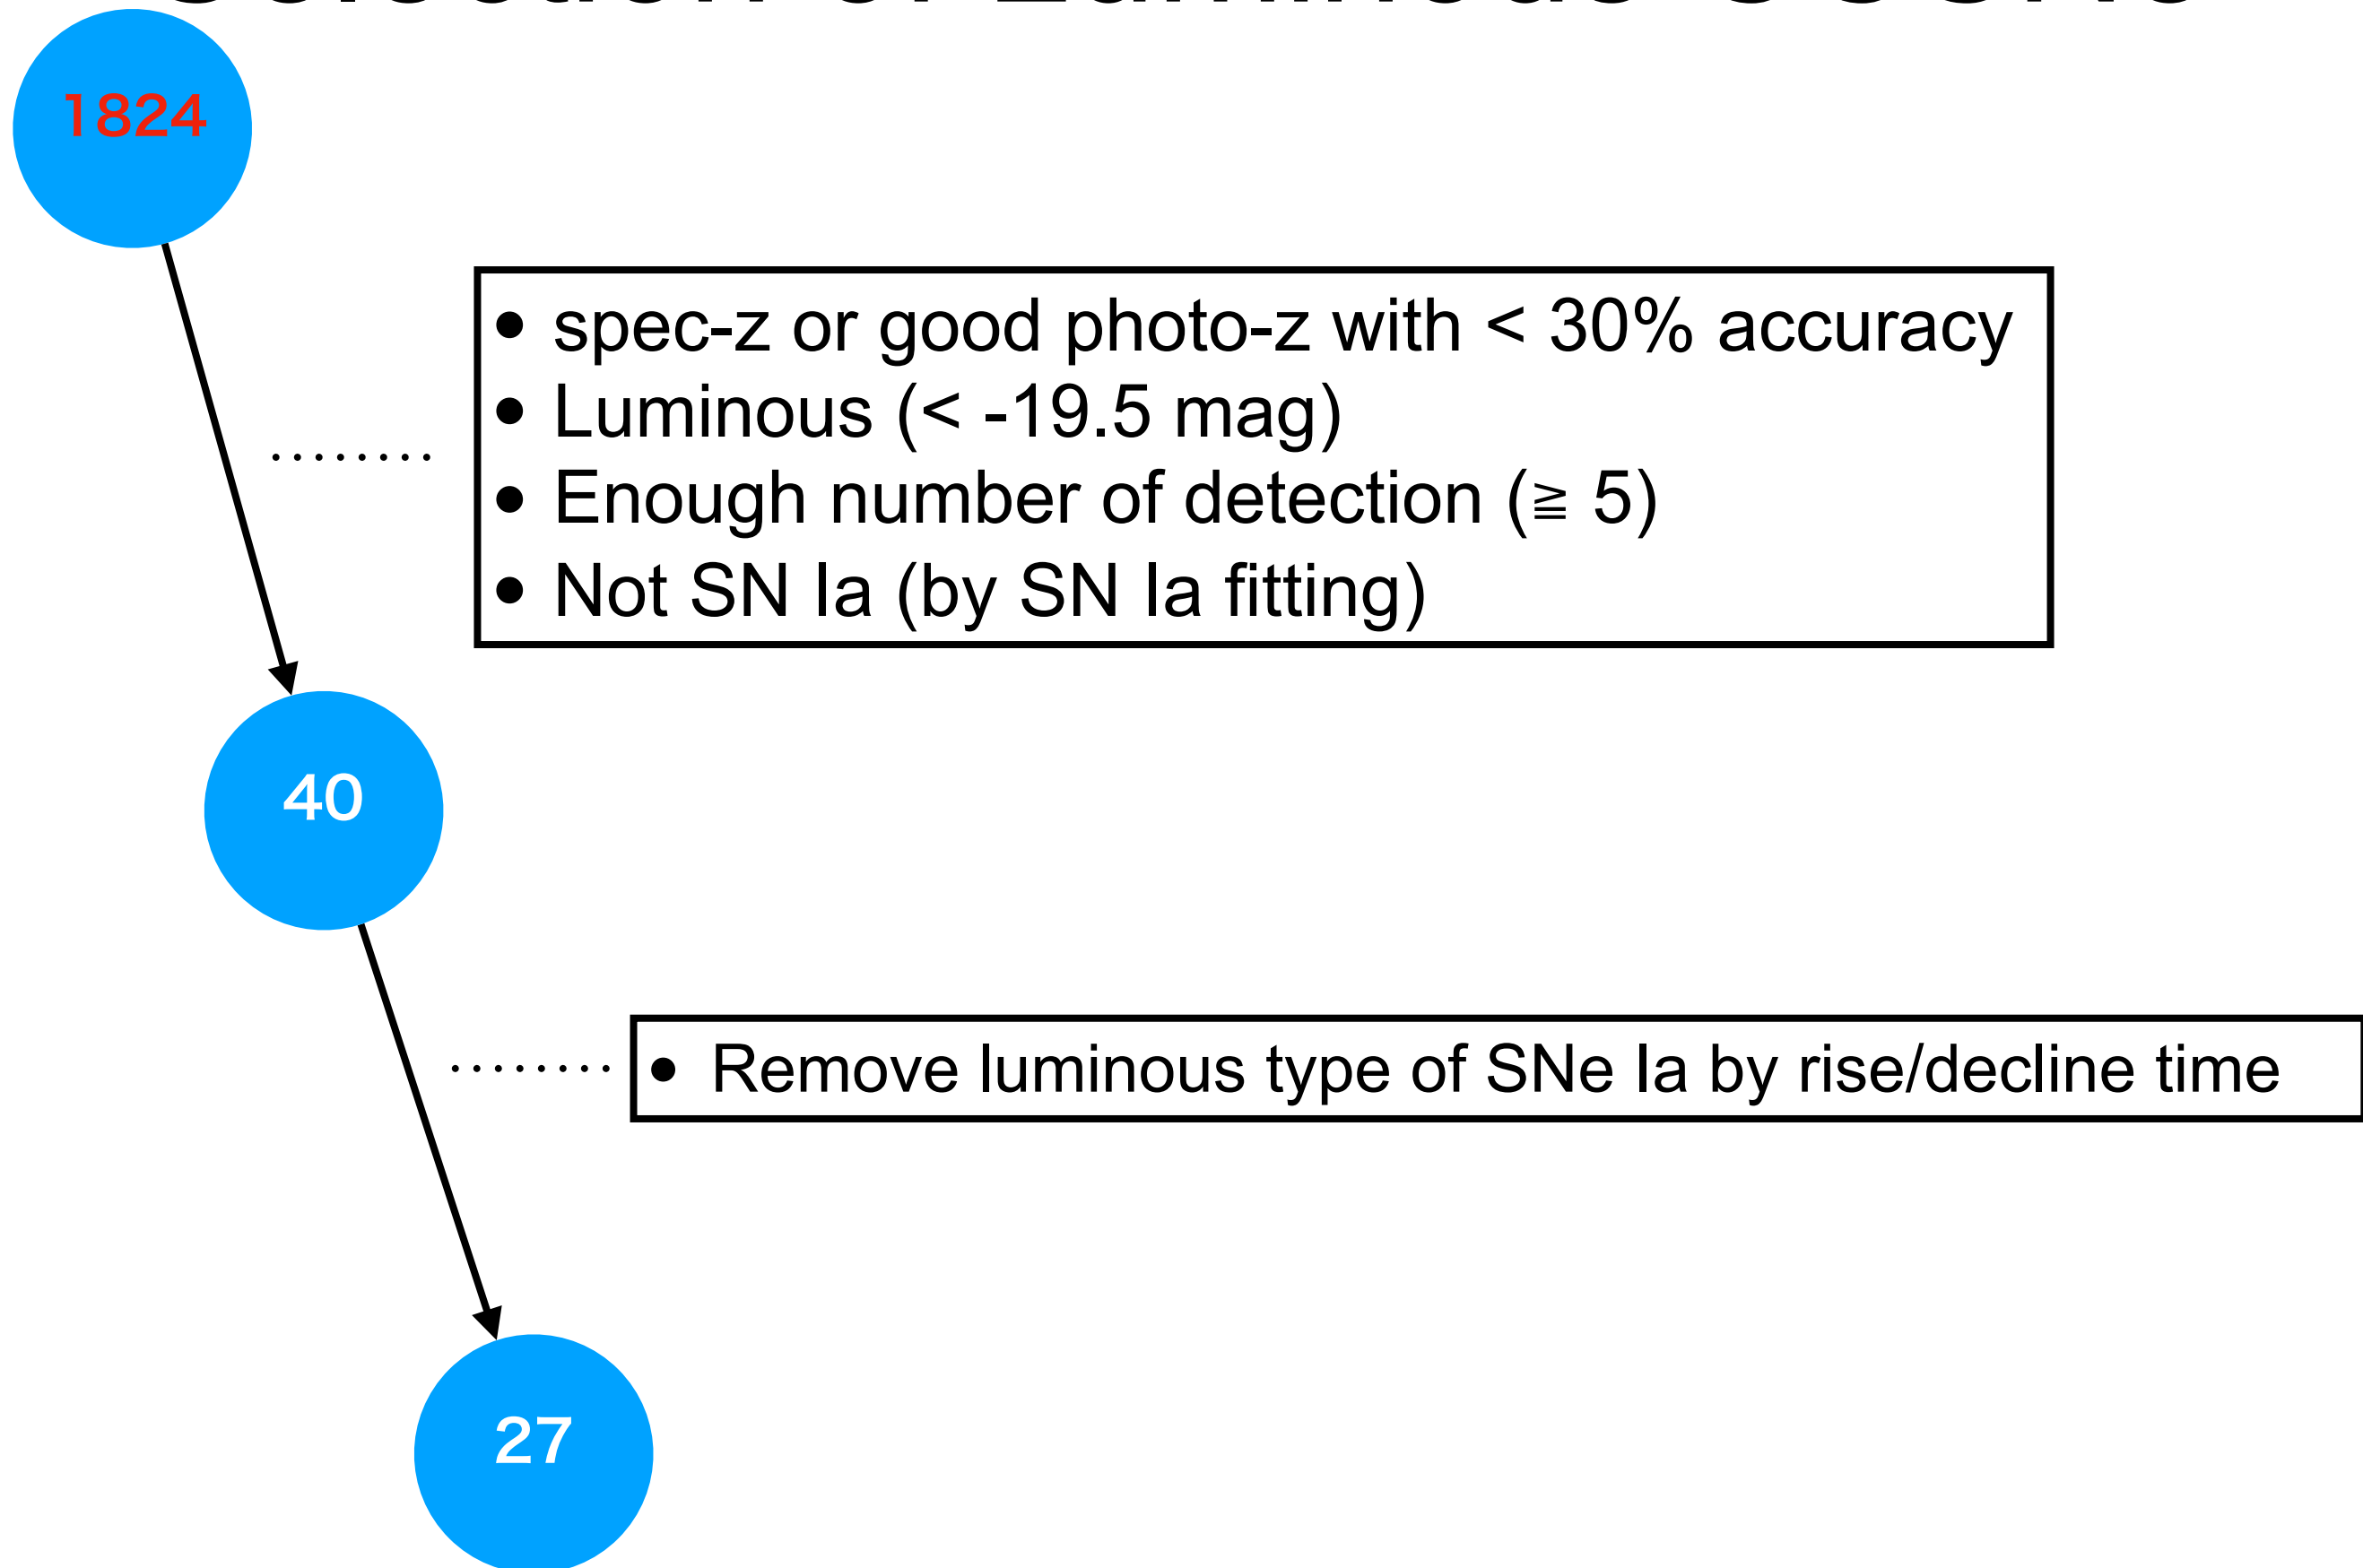 1824
• spec-z or good photo-z with < 30% accuracy
• Luminous (< -19.5 mag)
• Enough number of detection (≧ 5)
• Not SN Ia (by SN Ia fitting)
40
• Remove luminous type of SNe Ia by rise/decline time
27